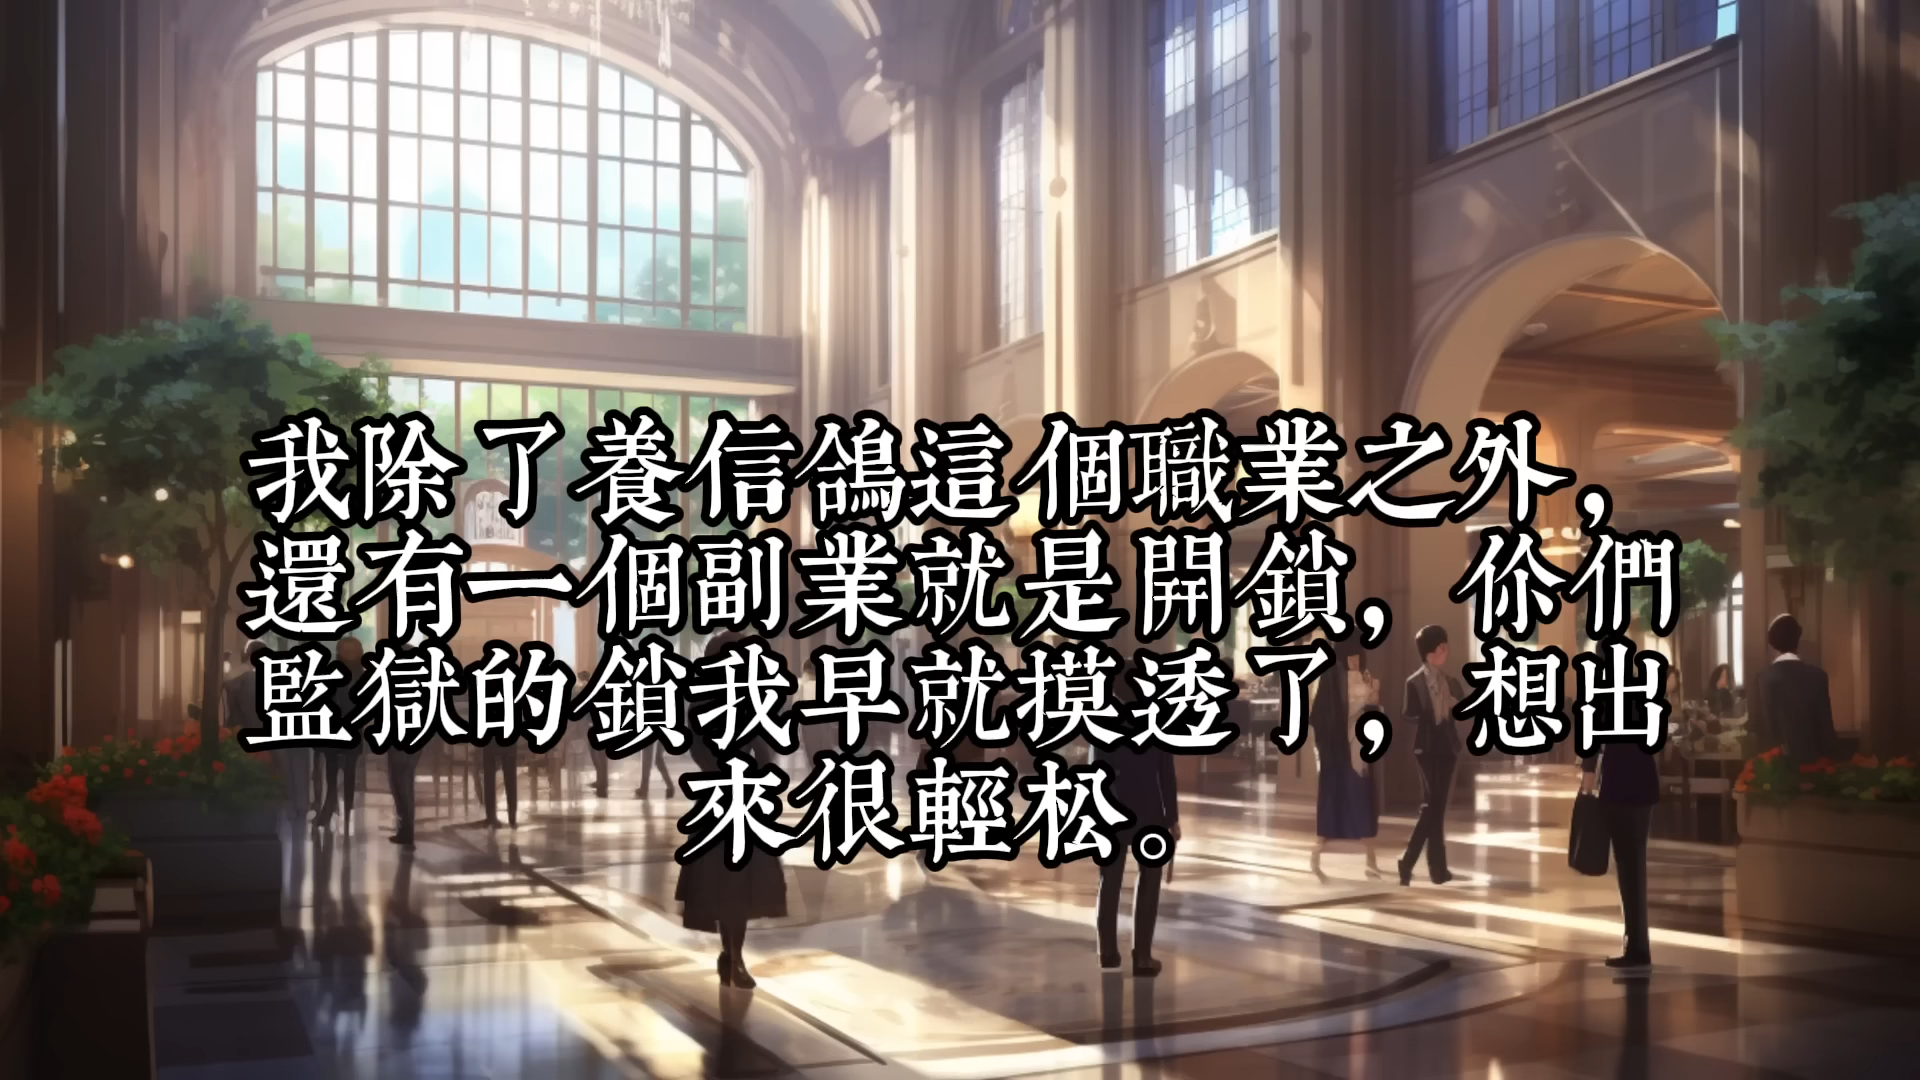 我除了養信鴿這個職業之外，
還有一個副業就是開鎖，你們
監獄的鎖我早就摸透了，想出
來很輕松。